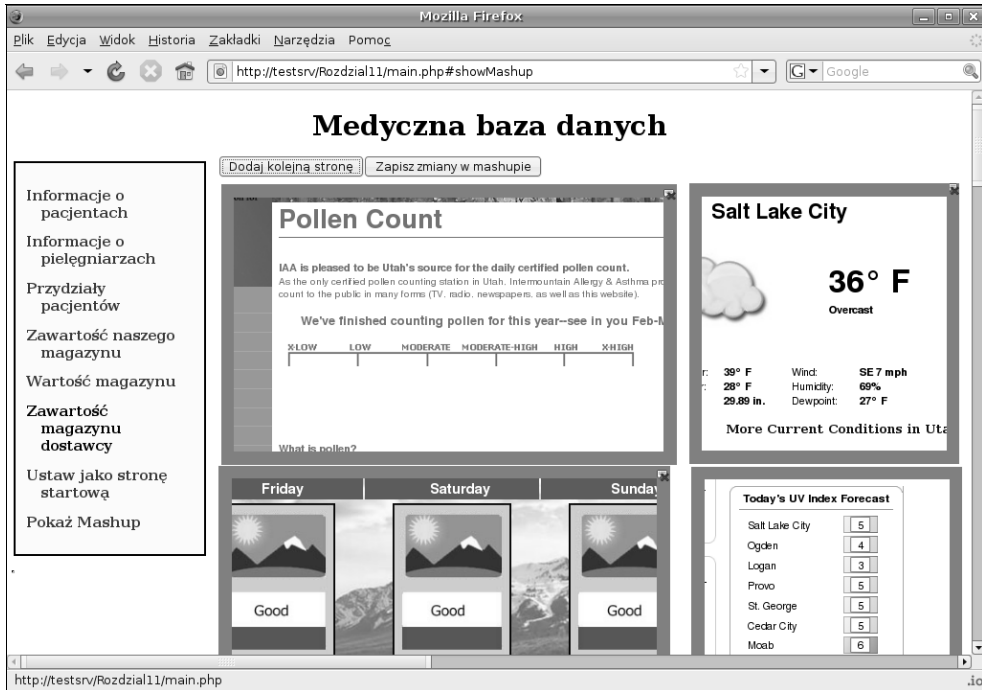 Mozilla Firefox
Plik Edycja Widok Historia Zakładki Narzędzia Pomoc
http://testsrv/Rozdzial11/main.php#showMashup
G
Google
Medyczna baza danych
Informacje o
pacjentach
Informacje o
pielęgniarzach
Przydziały
pacjentów
Zawartość naszego
magazynu
Wartość magazynu
Zawartość
magazynu
dostawcy
Ustaw jako stronę
startową
Pokaż Mashup
Dodaj kolejną stronę
Zapisz zmiany w mashupie
Pollen Count
IAA is pleased to be Utah's source for the daily certified pollen count.
As the only certified pollen counting station in Utah, Intermountain Allergy & Asthma pro
count to the public in many forms (TV, radio, newspapers, as well as this website).
We've finished counting pollen for this year--see in you Feb-M
X-LOW LOW MODERATE MODERATE-HIGH HIGH X-HIGH
What is pollen?
Salt Lake City
36° F
Overcast
r: 39° F Wind: SE 7 mph
r: 28° F Humidity: 69%
29.89 in. Dewpoint: 27° F
More Current Conditions in Uta
Friday Saturday Sunday
Good Good Good
Today's UV Index Forecast
Salt Lake City 5
Ogden 4
Logan 3
Provo 5
St. George 5
Cedar City 5
Moab 6
http://testsrv/Rozdzial11/main.php
.io